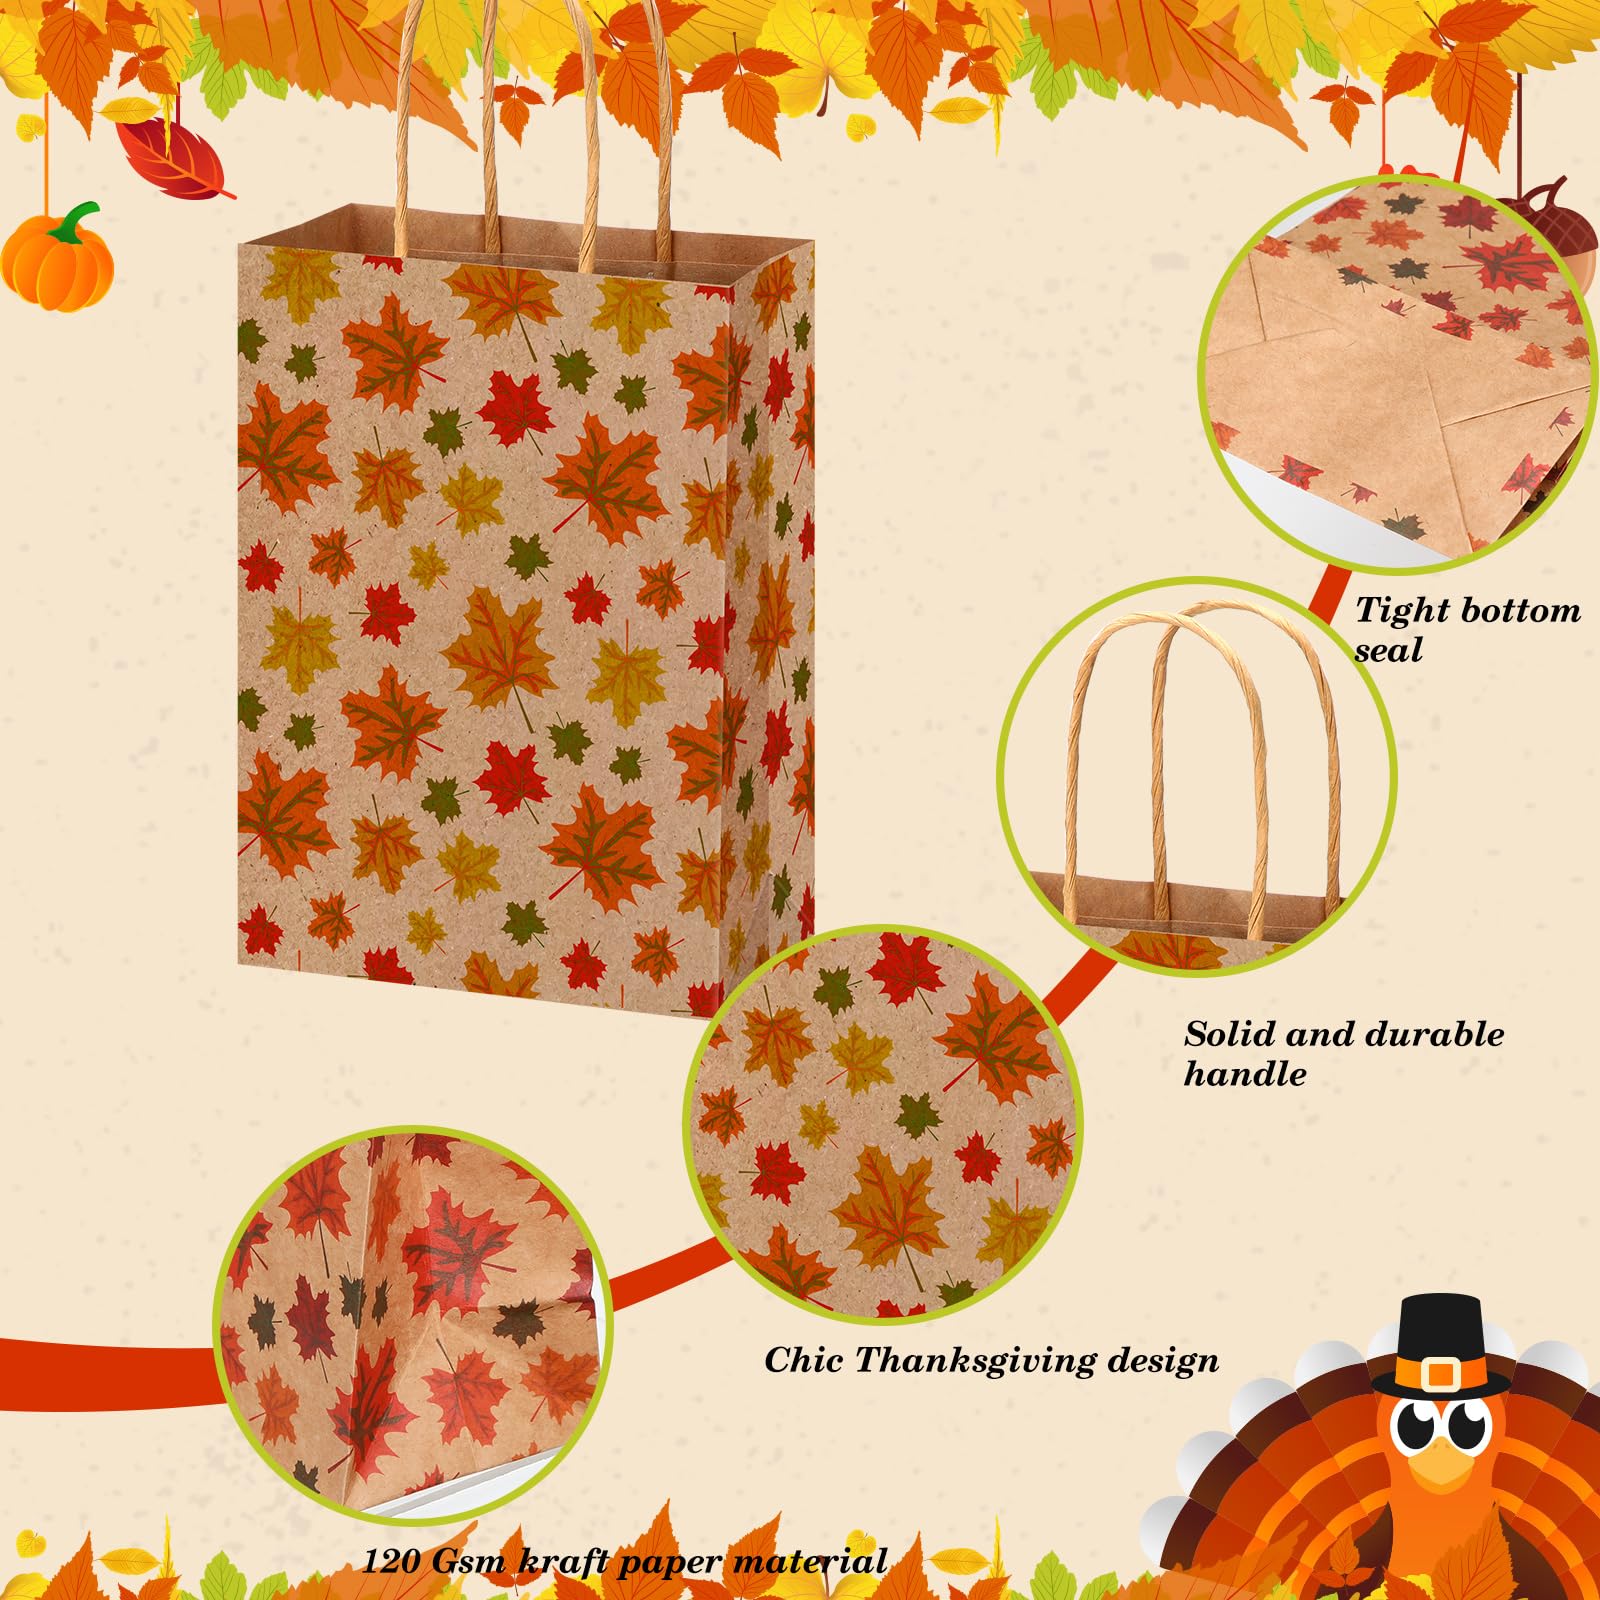 Tight bottom
seal
Solid and durable
handle
Chic Thanksgiving design
120 Gsm kraft paper material